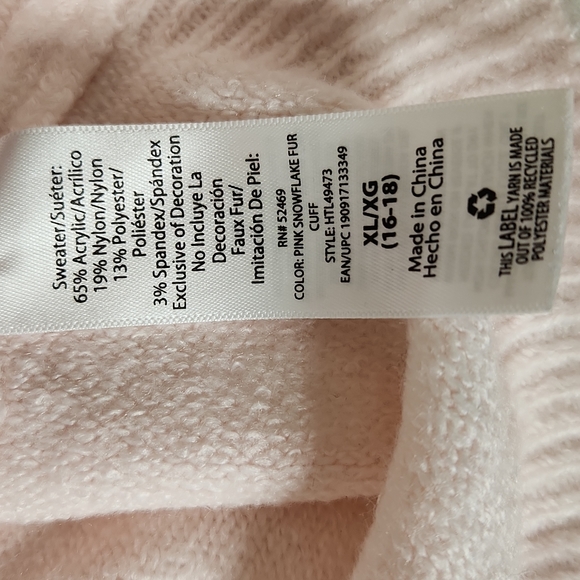 Sweater/Suéter:
65% Acrylic/Acrílico
19% Nylon/Nylon
13% Polyester/
Poliéster
3% Spandex/Spándex
Exclusive of Decoration
No Incluye La
Decoración
Faux Fur/
Imitación De Piel:
RN# 52469
COLOR: PINK SNOWFLAKE FUR
CUFF
STYLE: HTL49473
EAN/UPC 190917133349
XL/XG
(16-18)
Made in China
Hecho en China
THIS LABEL YARN IS MADE
OUT OF 100% RECYCLED
POLYESTER MATERIALS